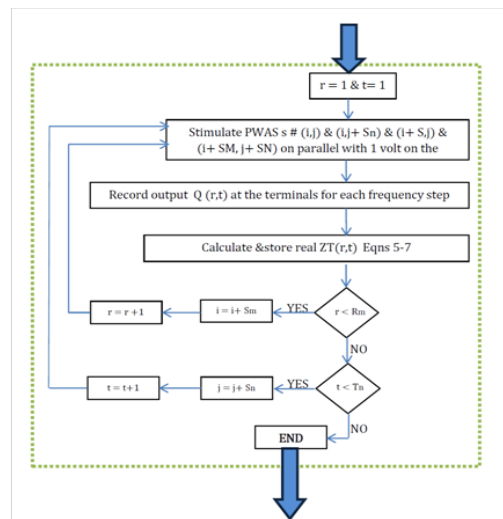 r = 1 & t= 1
Stimulate PWAS s # (i,j) & (i,j+ Sn) & (i+ S,j) &
(i+ SM, j+ SN) on parallel with 1 volt on the
Record output Q (r,t) at the terminals for each frequency step
Calculate &store real ZT(r,t) Eqns 5-7
r = r +1
i = i+ Sm
YES
r < Rm
NO
t = t+1
j = j+ Sn
YES
t < Tn
NO
END